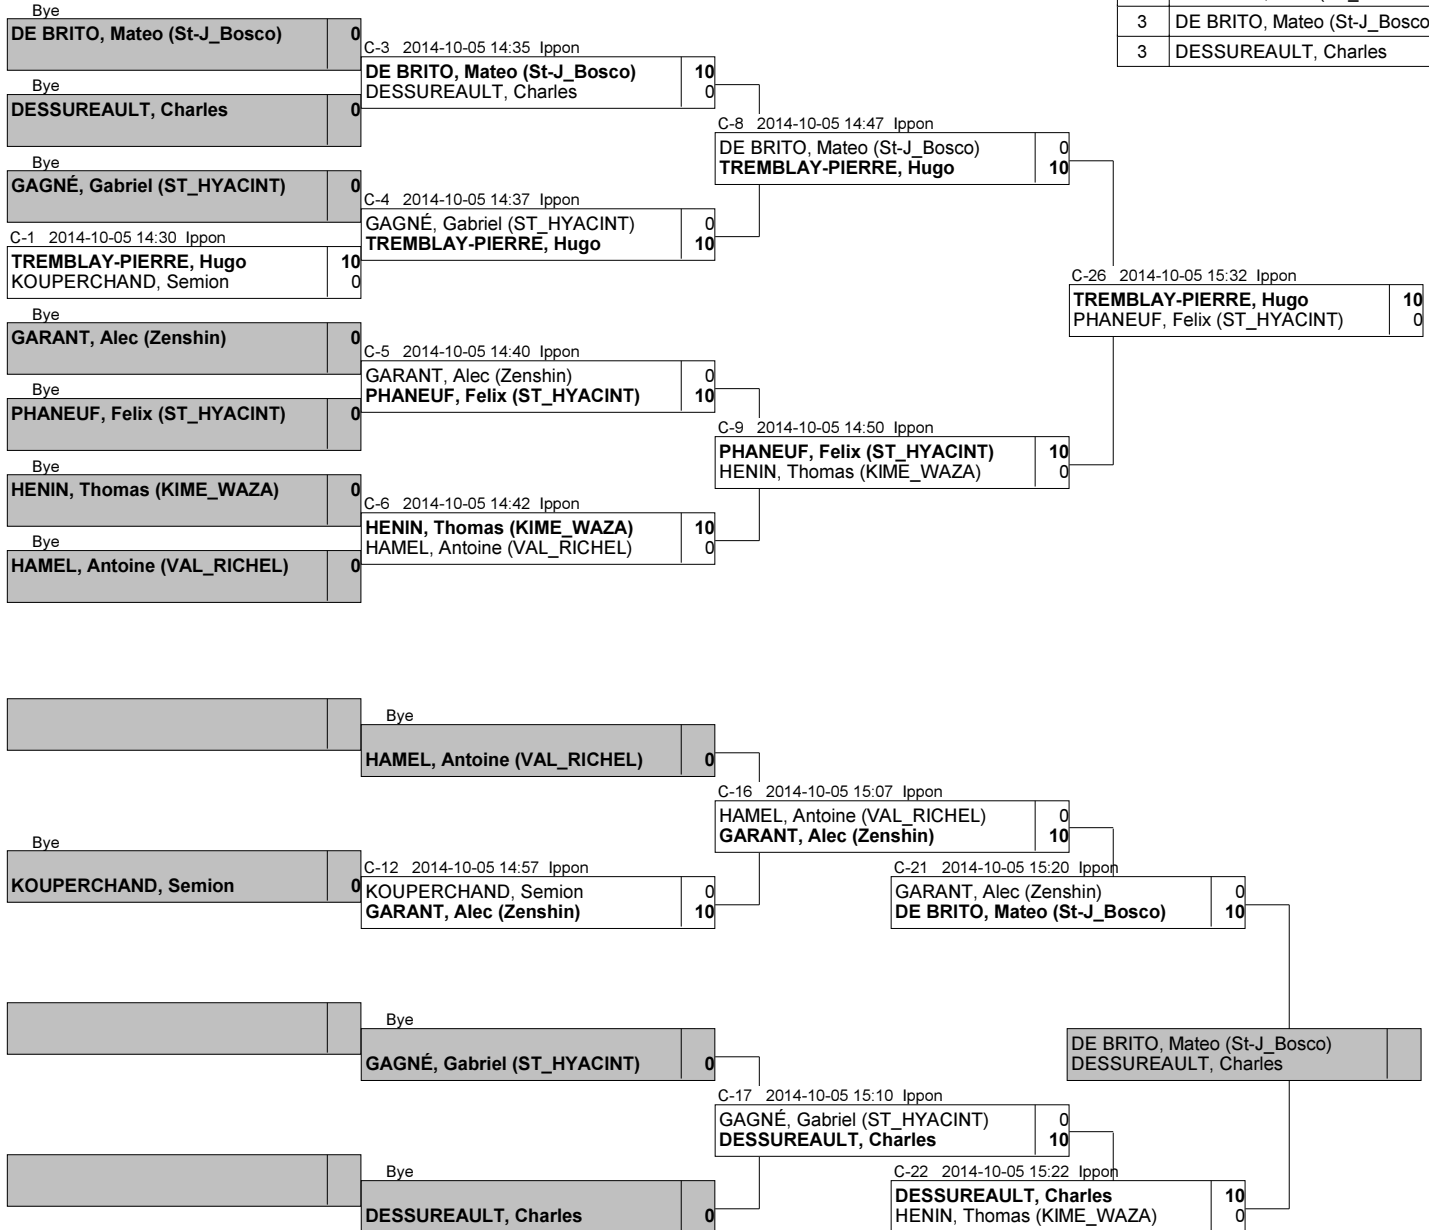 3 DE BRITO, Mateo (St-J_Bosco
3 DESSUREAULT, Charles
Bye
DE BRITO, Mateo (St-J_Bosco) 0
Bye
DESSUREAULT, Charles 0
Bye
GAGNÉ, Gabriel (ST_HYACINT) 0
C-1 2014-10-05 14:30 Ippon
TREMBLAY-PIERRE, Hugo 10
KOUPERCHAND, Semion 0
Bye
GARANT, Alec (Zenshin) 0
Bye
PHANEUF, Felix (ST_HYACINT) 0
Bye
HENIN, Thomas (KIME_WAZA) 0
Bye
HAMEL, Antoine (VAL_RICHEL) 0
C-3 2014-10-05 14:35 Ippon
DE BRITO, Mateo (St-J_Bosco) 10
DESSUREAULT, Charles 0
C-4 2014-10-05 14:37 Ippon
GAGNÉ, Gabriel (ST_HYACINT) 0
TREMBLAY-PIERRE, Hugo 10
C-5 2014-10-05 14:40 Ippon
GARANT, Alec (Zenshin) 0
PHANEUF, Felix (ST_HYACINT) 10
C-6 2014-10-05 14:42 Ippon
HENIN, Thomas (KIME_WAZA) 10
HAMEL, Antoine (VAL_RICHEL) 0
C-8 2014-10-05 14:47 Ippon
DE BRITO, Mateo (St-J_Bosco) 0
TREMBLAY-PIERRE, Hugo 10
C-9 2014-10-05 14:50 Ippon
PHANEUF, Felix (ST_HYACINT) 10
HENIN, Thomas (KIME_WAZA) 0
C-26 2014-10-05 15:32 Ippon
TREMBLAY-PIERRE, Hugo 10
PHANEUF, Felix (ST_HYACINT) 0
Bye
KOUPERCHAND, Semion 0
Bye
HAMEL, Antoine (VAL_RICHEL) 0
C-12 2014-10-05 14:57 Ippon
KOUPERCHAND, Semion 0
GARANT, Alec (Zenshin) 10
Bye
GAGNÉ, Gabriel (ST_HYACINT) 0
Bye
DESSUREAULT, Charles 0
C-16 2014-10-05 15:07 Ippon
HAMEL, Antoine (VAL_RICHEL) 0
GARANT, Alec (Zenshin) 10
C-17 2014-10-05 15:10 Ippon
GAGNÉ, Gabriel (ST_HYACINT) 0
DESSUREAULT, Charles 10
C-21 2014-10-05 15:20 Ippon
GARANT, Alec (Zenshin) 0
DE BRITO, Mateo (St-J_Bosco) 10
C-22 2014-10-05 15:22 Ippon
DESSUREAULT, Charles 10
HENIN, Thomas (KIME_WAZA) 0
DE BRITO, Mateo (St-J_Bosco)
DESSUREAULT, Charles